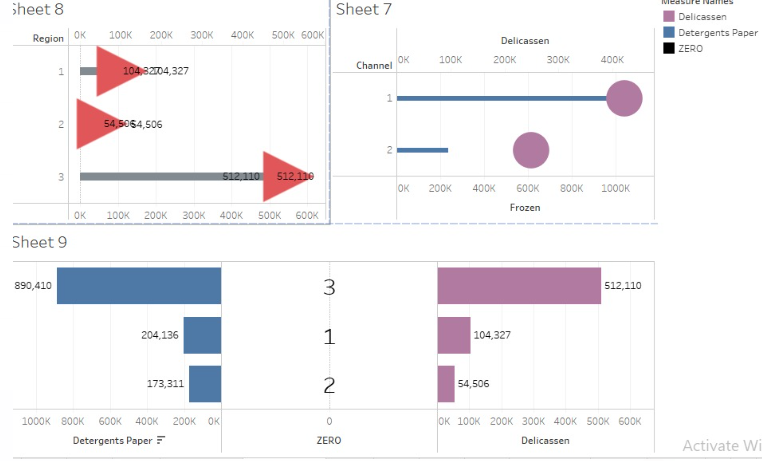 Sheet 8
Region 0K 100K 200K 300K 400K 500K 600K
1 104,327 104,327
2 54,506 54,506
3 512,110 512,110
0K 100K 200K 300K 400K 500K 600K
Sheet 7
Delicassen
Channel 0K 100K 200K 300K 400K
1
2
0K 200K 400K 600K 800K 1000K
Frozen
Measure Names
Delicassen
Detergents Paper
ZERO
Sheet 9
890,410 3 512,110
204,136 1 104,327
173,311 2 54,506
1000K 800K 600K 400K 200K 0K 0 0K 100K 200K 300K 400K 500K 600K
Detergents Paper ZERO Delicassen
Activate Wi